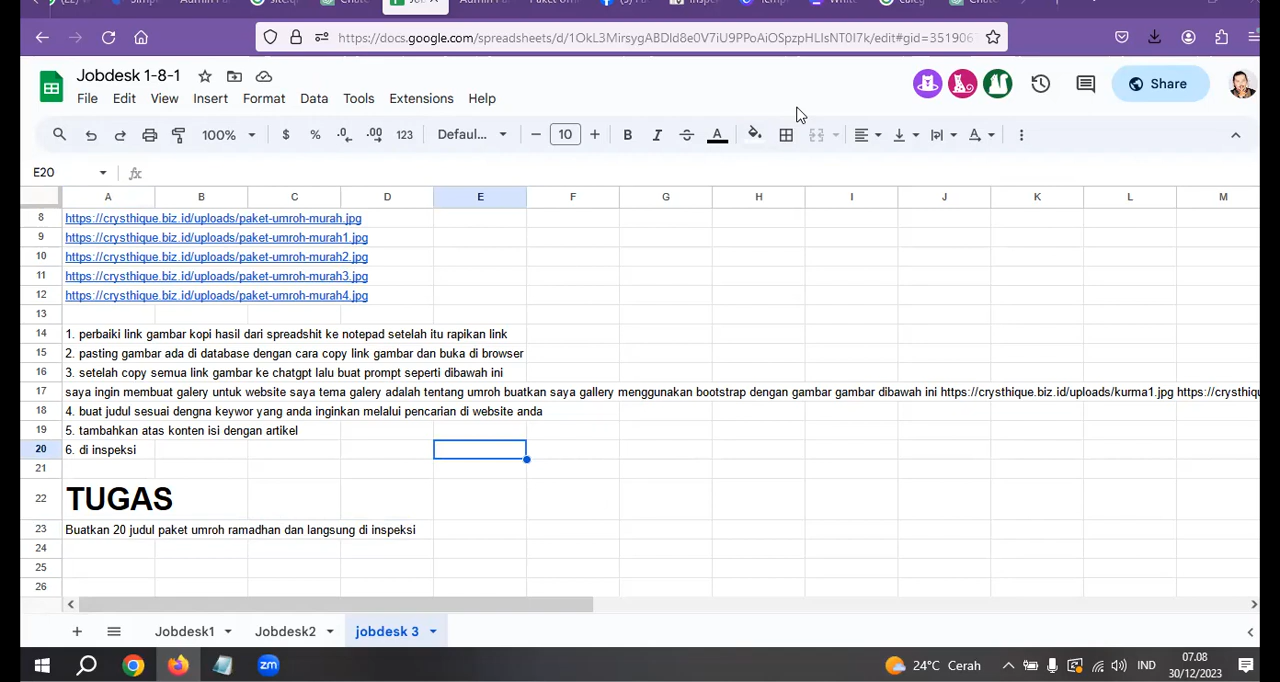 https://docs.google.com/spreadsheets/d/1OkL3MirsygABDId8e0V7iU9PPoAiOSpzpHLIsNT0I7k/edit#gid=351906
Jobdesk 1-8-1
Share
File Edit View Insert Format Data Tools Extensions Help
100% $ % .0 .00 123 Defaul... 10 B I A
E20 fx
A B C D E F G H I J K L M
8 https://crysthique.biz.id/uploads/paket-umroh-murah.jpg
9 https://crysthique.biz.id/uploads/paket-umroh-murah1.jpg
10 https://crysthique.biz.id/uploads/paket-umroh-murah2.jpg
11 https://crysthique.biz.id/uploads/paket-umroh-murah3.jpg
12 https://crysthique.biz.id/uploads/paket-umroh-murah4.jpg
13
14 1. perbaiki link gambar kopi hasil dari spreadshit ke notepad setelah itu rapikan link
15 2. pasting gambar ada di database dengan cara copy link gambar dan buka di browser
16 3. setelah copy semua link gambar ke chatgpt lalu buat prompt seperti dibawah ini
17 saya ingin membuat galery untuk website saya tema galery adalah tentang umroh buatkan saya gallery menggunakan bootstrap dengan gambar gambar dibawah ini https://crysthique.biz.id/uploads/kurma1.jpg https://crysthiqu
18 4. buat judul sesuai dengna keywor yang anda inginkan melalui pencarian di website anda
19 5. tambahkan atas konten isi dengan artikel
20 6. di inspeksi
21
22 TUGAS
23 Buatkan 20 judul paket umroh ramadhan dan langsung di inspeksi
24
25
26
Jobdesk1 Jobdesk2 jobdesk 3
zm 24°C Cerah IND 07.08
30/12/2023